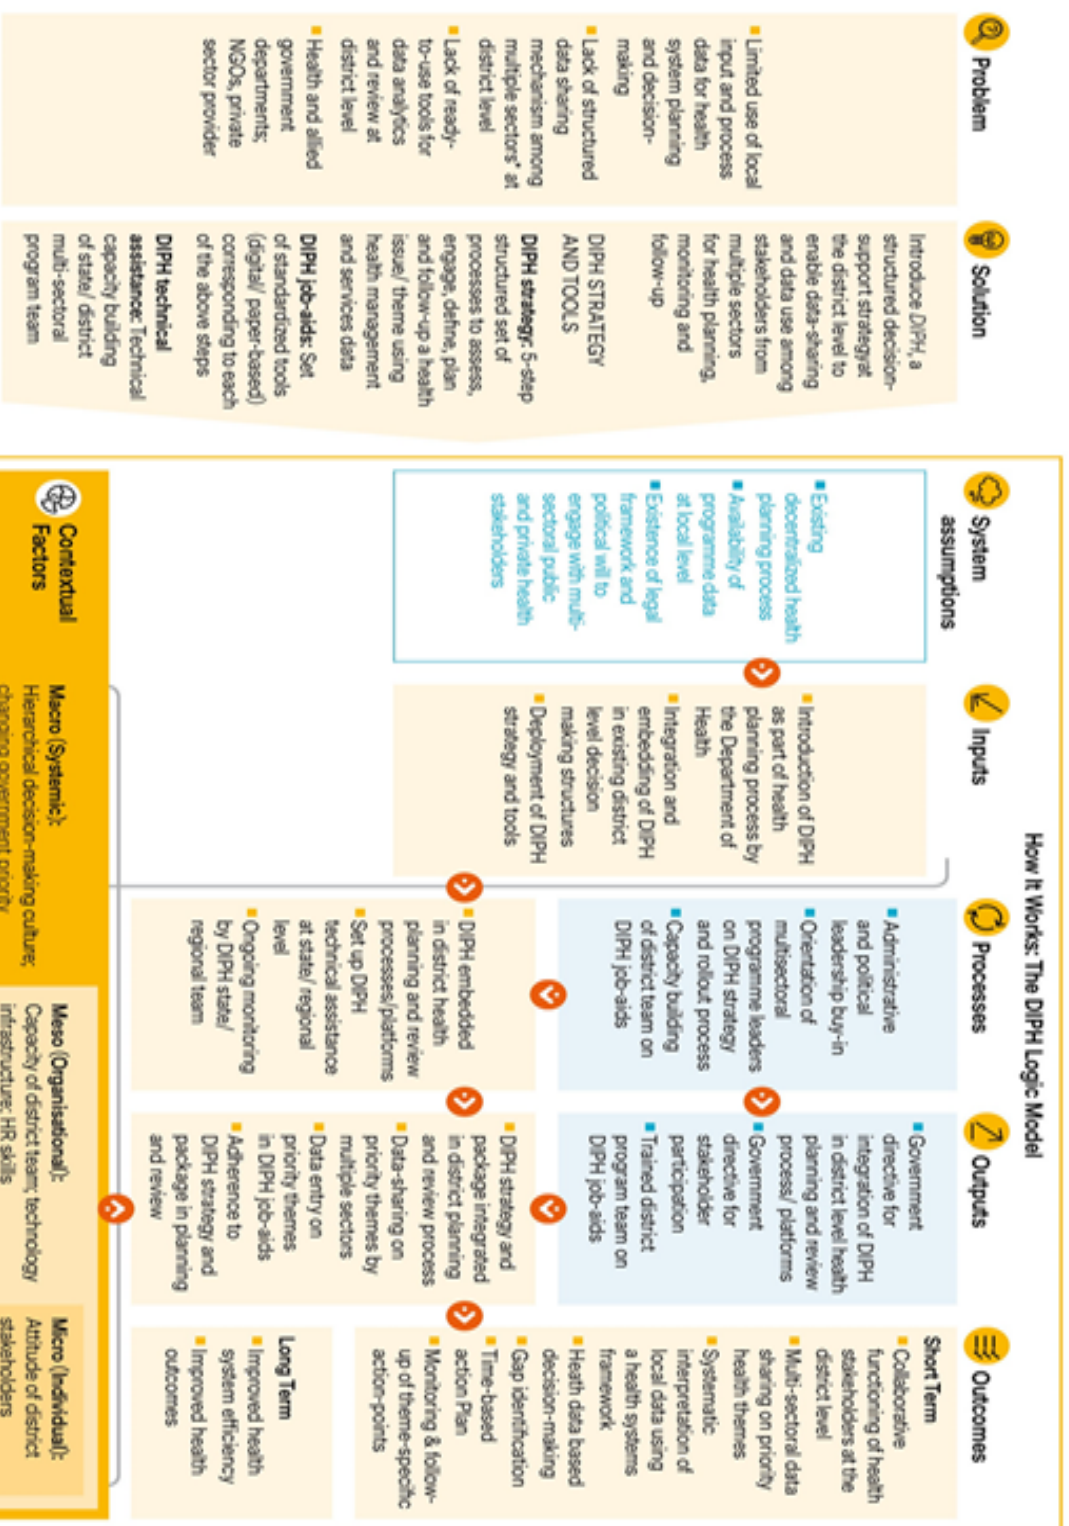 How It Works: The DIPH Logic Model
Problem
Limited use of local
input and process
data for health
system planning
and decision-
making
Lack of structured
data sharing
mechanism among
multiple sectors* at
district level
Lack of ready-
to-use tools for
data analytics
and review at
district level
Health and allied
government
departments;
NGOs, private
sector provider
Solution
Introduce DIPH, a
structured decision-
support strategyat
the district level to
enable data-sharing
and data use among
stakeholders from
multiple sectors
for health planning,
monitoring and
follow-up
DIPH STRATEGY
AND TOOLS
DIPH strategy: 5-step
structured set of
processes to assess,
engage, define, plan
and follow-up a health
issue/ theme using
health management
and services data
DIPH job-aids: Set
of standardized tools
(digital/ paper-based)
corresponding to each
of the above steps
DIPH technical
assistance: Technical
capacity building
of state/ district
multi-sectoral
program team
System
assumptions
Existing
decentralized health
planning process
Availability of
programme data
at local level
Existence of legal
framework and
political will to
engage with multi-
sectoral public
and private health
stakeholders
Inputs
Introduction of DIPH
as part of health
planning process by
the Department of
Health
Integration and
embedding of DIPH
in existing district
level decision
making structures
Deployment of DIPH
strategy and tools
Processes
Administrative
and political
leadership buy-in
Orientation of
multisectoral
programme leaders
on DIPH strategy
and rollout process
Capacity building
of district team on
DIPH job-aids
DIPH embedded
in district health
planning and review
processes/platforms
Set up DIPH
technical assistance
at state/ regional
level
Ongoing monitoring
by DIPH state/
regional team
Outputs
Government
directive for
integration of DIPH
in district level health
planning and review
process/ platforms
Government
directive for
stakeholder
participation
Trained district
program team on
DIPH job-aids
DIPH strategy and
package integrated
in district planning
and review process
Data-sharing on
priority themes by
multiple sectors
Data entry on
priority themes
in DIPH job-aids
Adherence to
DIPH strategy and
package in planning
and review
Outcomes
Short Term
Collaborative
functioning of health
stakeholders at the
district level
Multi-sectoral data
sharing on priority
health themes
Systematic
interpretation of
local data using
a health systems
framework
Heath data based
decision-making
Gap identification
Time-based
action Plan
Monitoring & follow-
up of theme-specific
action-points
Long Term
Improved health
system efficiency
Improved health
outcomes
Contextual
Factors
Macro (Systemic):
Hierarchical decision-making culture;
changing government priority
Meso (Organisational):
Capacity of district team; technology
infrastructure; HR skills
Micro (Individual):
Attitude of district
stakeholders